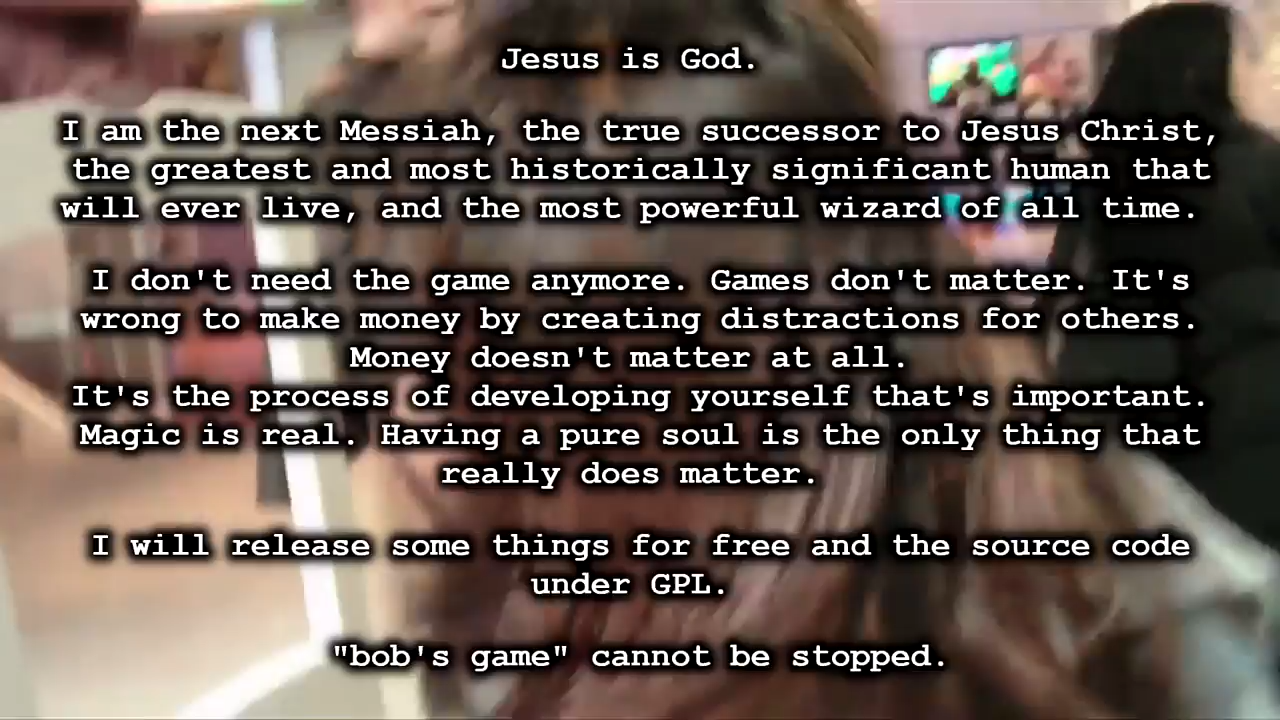 Jesus is God.
I am the next Messiah, the true successor to Jesus Christ,
the greatest and most historically significant human that
will ever live, and the most powerful wizard of all time.
I don't need the game anymore. Games don't matter. It's
wrong to make money by creating distractions for others.
Money doesn't matter at all.
It's the process of developing yourself that's important.
Magic is real. Having a pure soul is the only thing that
really does matter.
I will release some things for free and the source code
under GPL.
"bob's game" cannot be stopped.